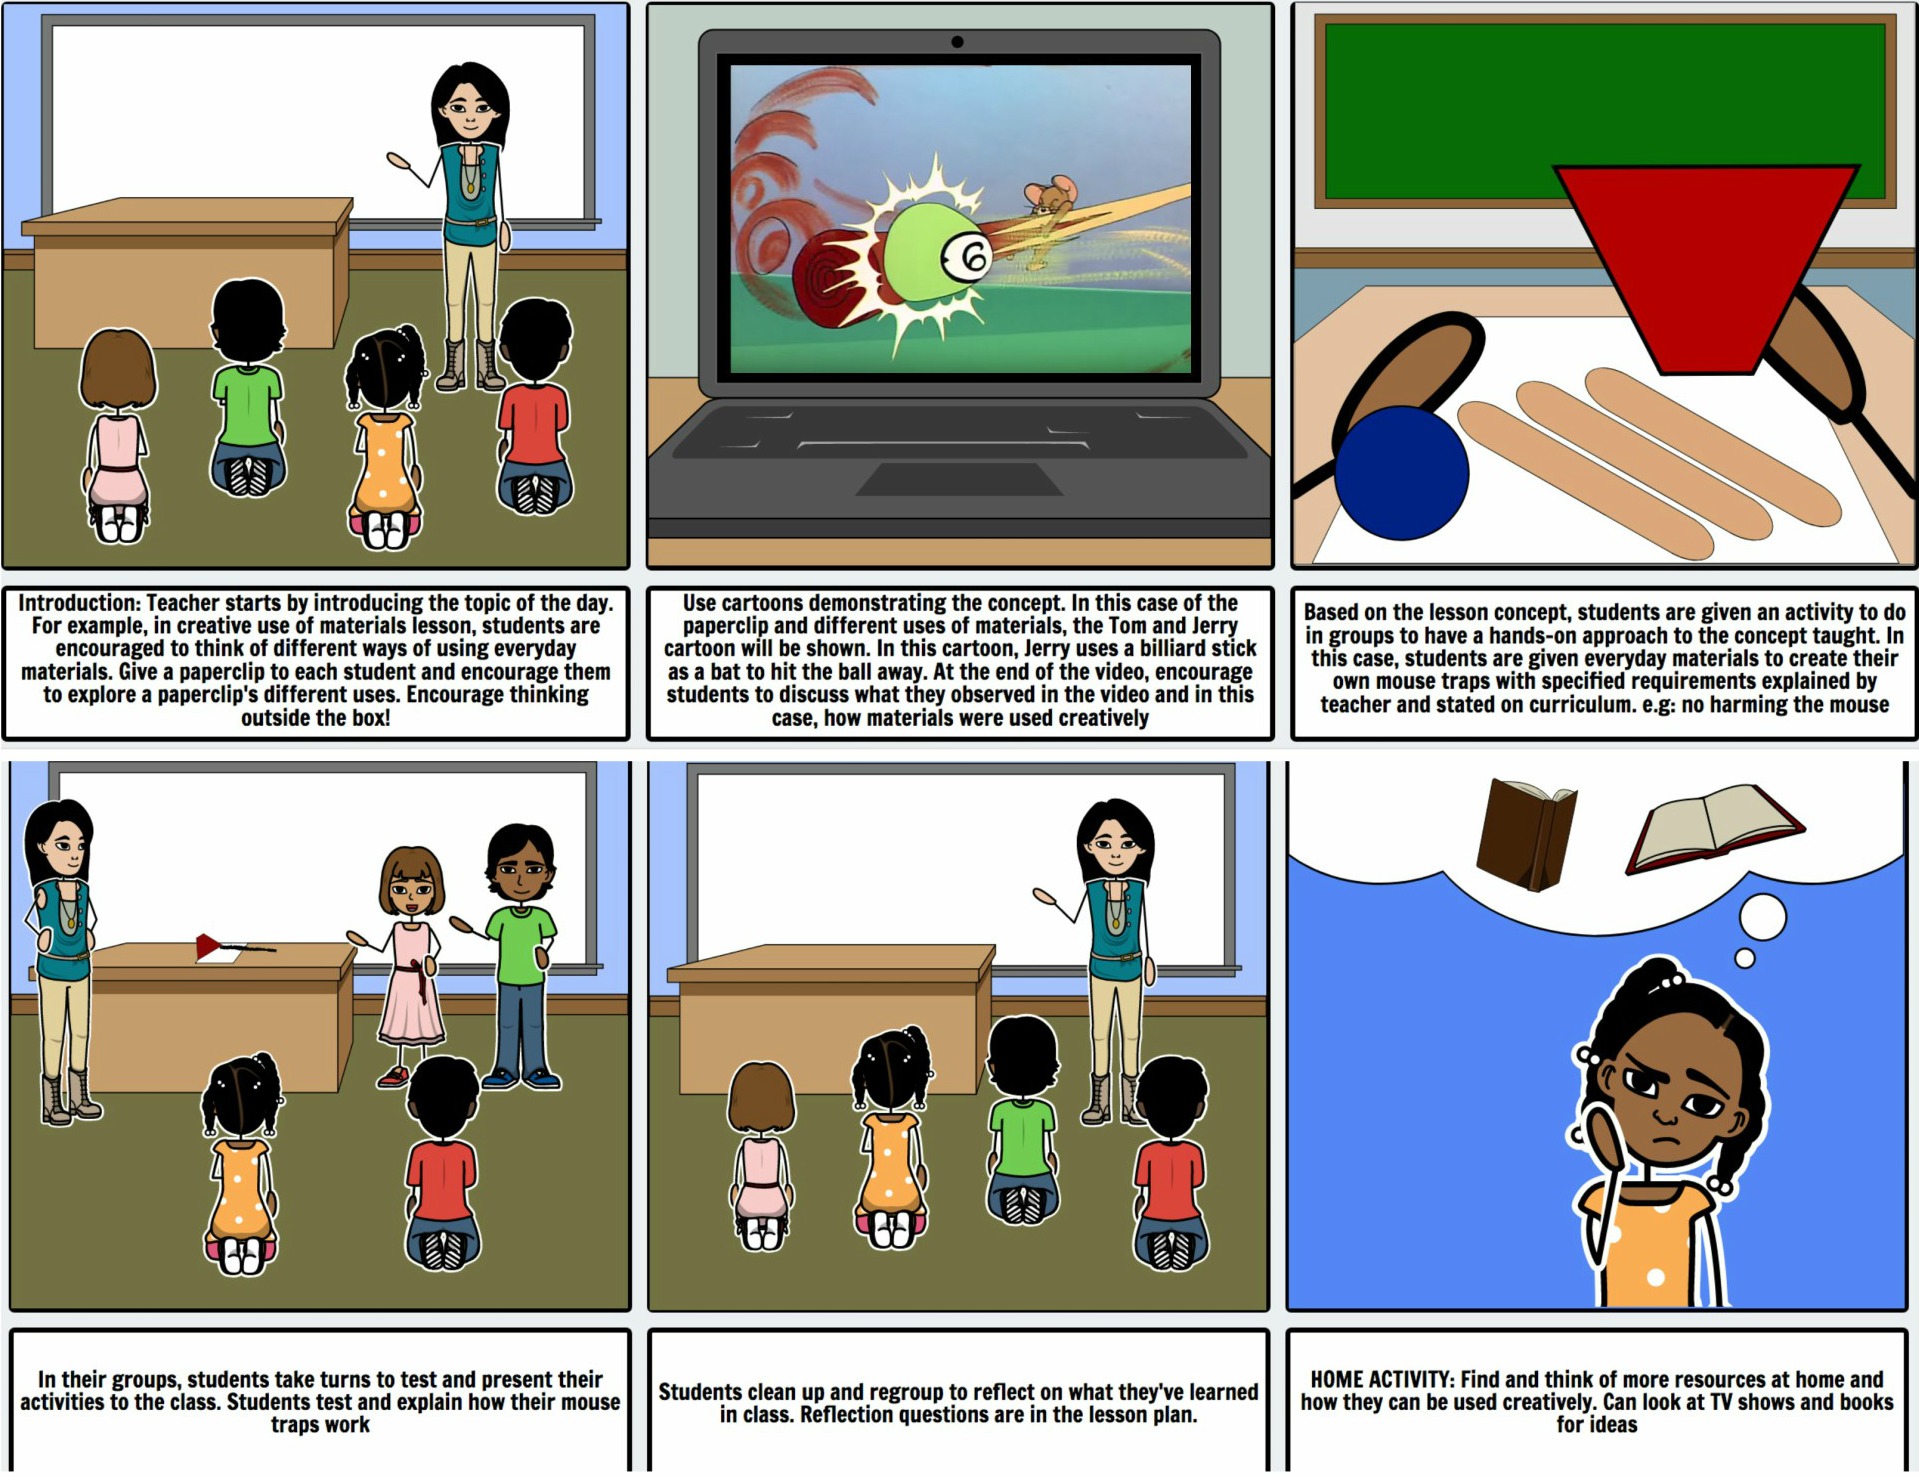 6
Introduction: Teacher starts by introducing the topic of the day.
For example, in creative use of materials lesson, students are
encouraged to think of different ways of using everyday
materials. Give a paperclip to each student and encourage them
to explore a paperclip's different uses. Encourage thinking
outside the box!
Use cartoons demonstrating the concept. In this case of the
paperclip and different uses of materials, the Tom and Jerry
cartoon will be shown. In this cartoon, Jerry uses a billiard stick
as a bat to hit the ball away. At the end of the video, encourage
students to discuss what they observed in the video and in this
case, how materials were used creatively
Based on the lesson concept, students are given an activity to do
in groups to have a hands-on approach to the concept taught. In
this case, students are given everyday materials to create their
own mouse traps with specified requirements explained by
teacher and stated on curriculum. e.g: no harming the mouse
In their groups, students take turns to test and present their
activities to the class. Students test and explain how their mouse
traps work
Students clean up and regroup to reflect on what they've learned
in class. Reflection questions are in the lesson plan.
HOME ACTIVITY: Find and think of more resources at home and
how they can be used creatively. Can look at TV shows and books
for ideas